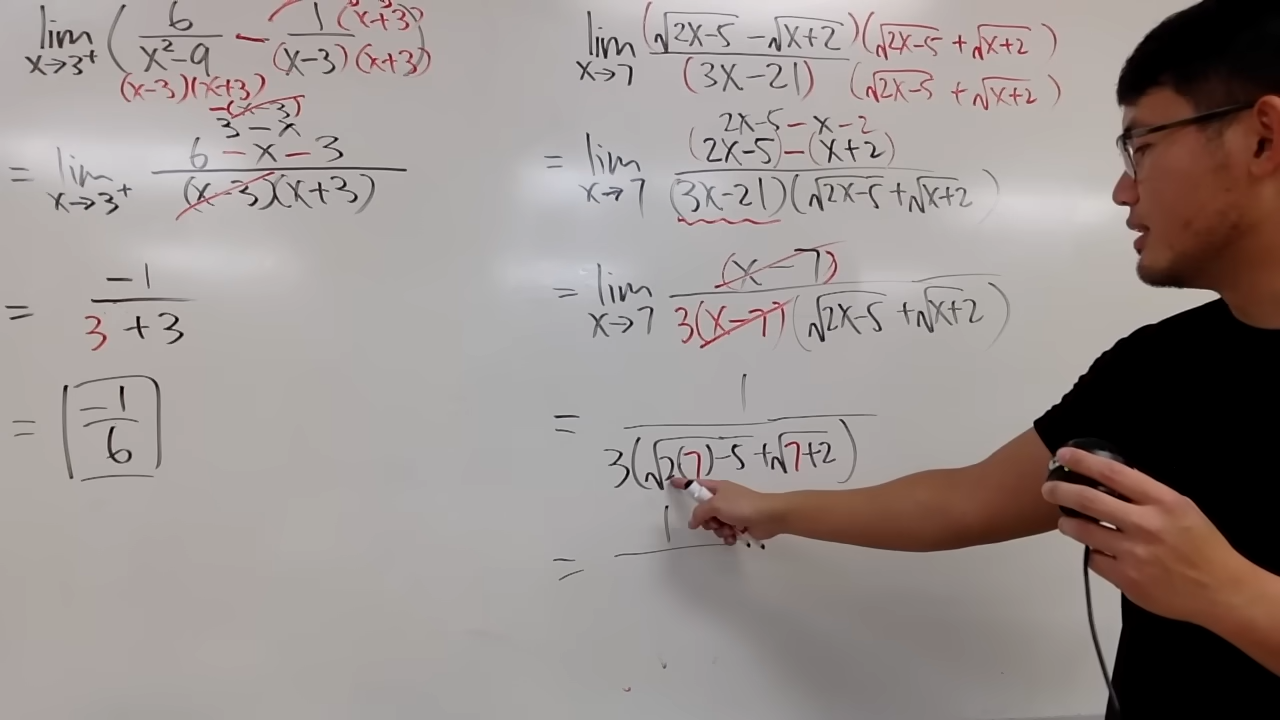 lim x→3⁺ ( 6/(x²-9) - 1(x+3)/((x-3)(x+3)) )
(x-3)(x+3)
-(x-3)
3-x
= lim x→3⁺ (6-x-3)/((x-3)(x+3))
= -1/(3+3)
= -1/6
lim x→7 (√(2x-5) - √(x+2))(√(2x-5) + √(x+2)) / ((3x-21)(√(2x-5) + √(x+2)))
2x-5-x-2
= lim x→7 ((2x-5)-(x+2)) / ((3x-21)(√(2x-5)+√(x+2)))
= lim x→7 (x-7) / (3(x-7)(√(2x-5)+√(x+2)))
= 1 / (3(√(2(7)-5)+√(7+2)))
= 1/